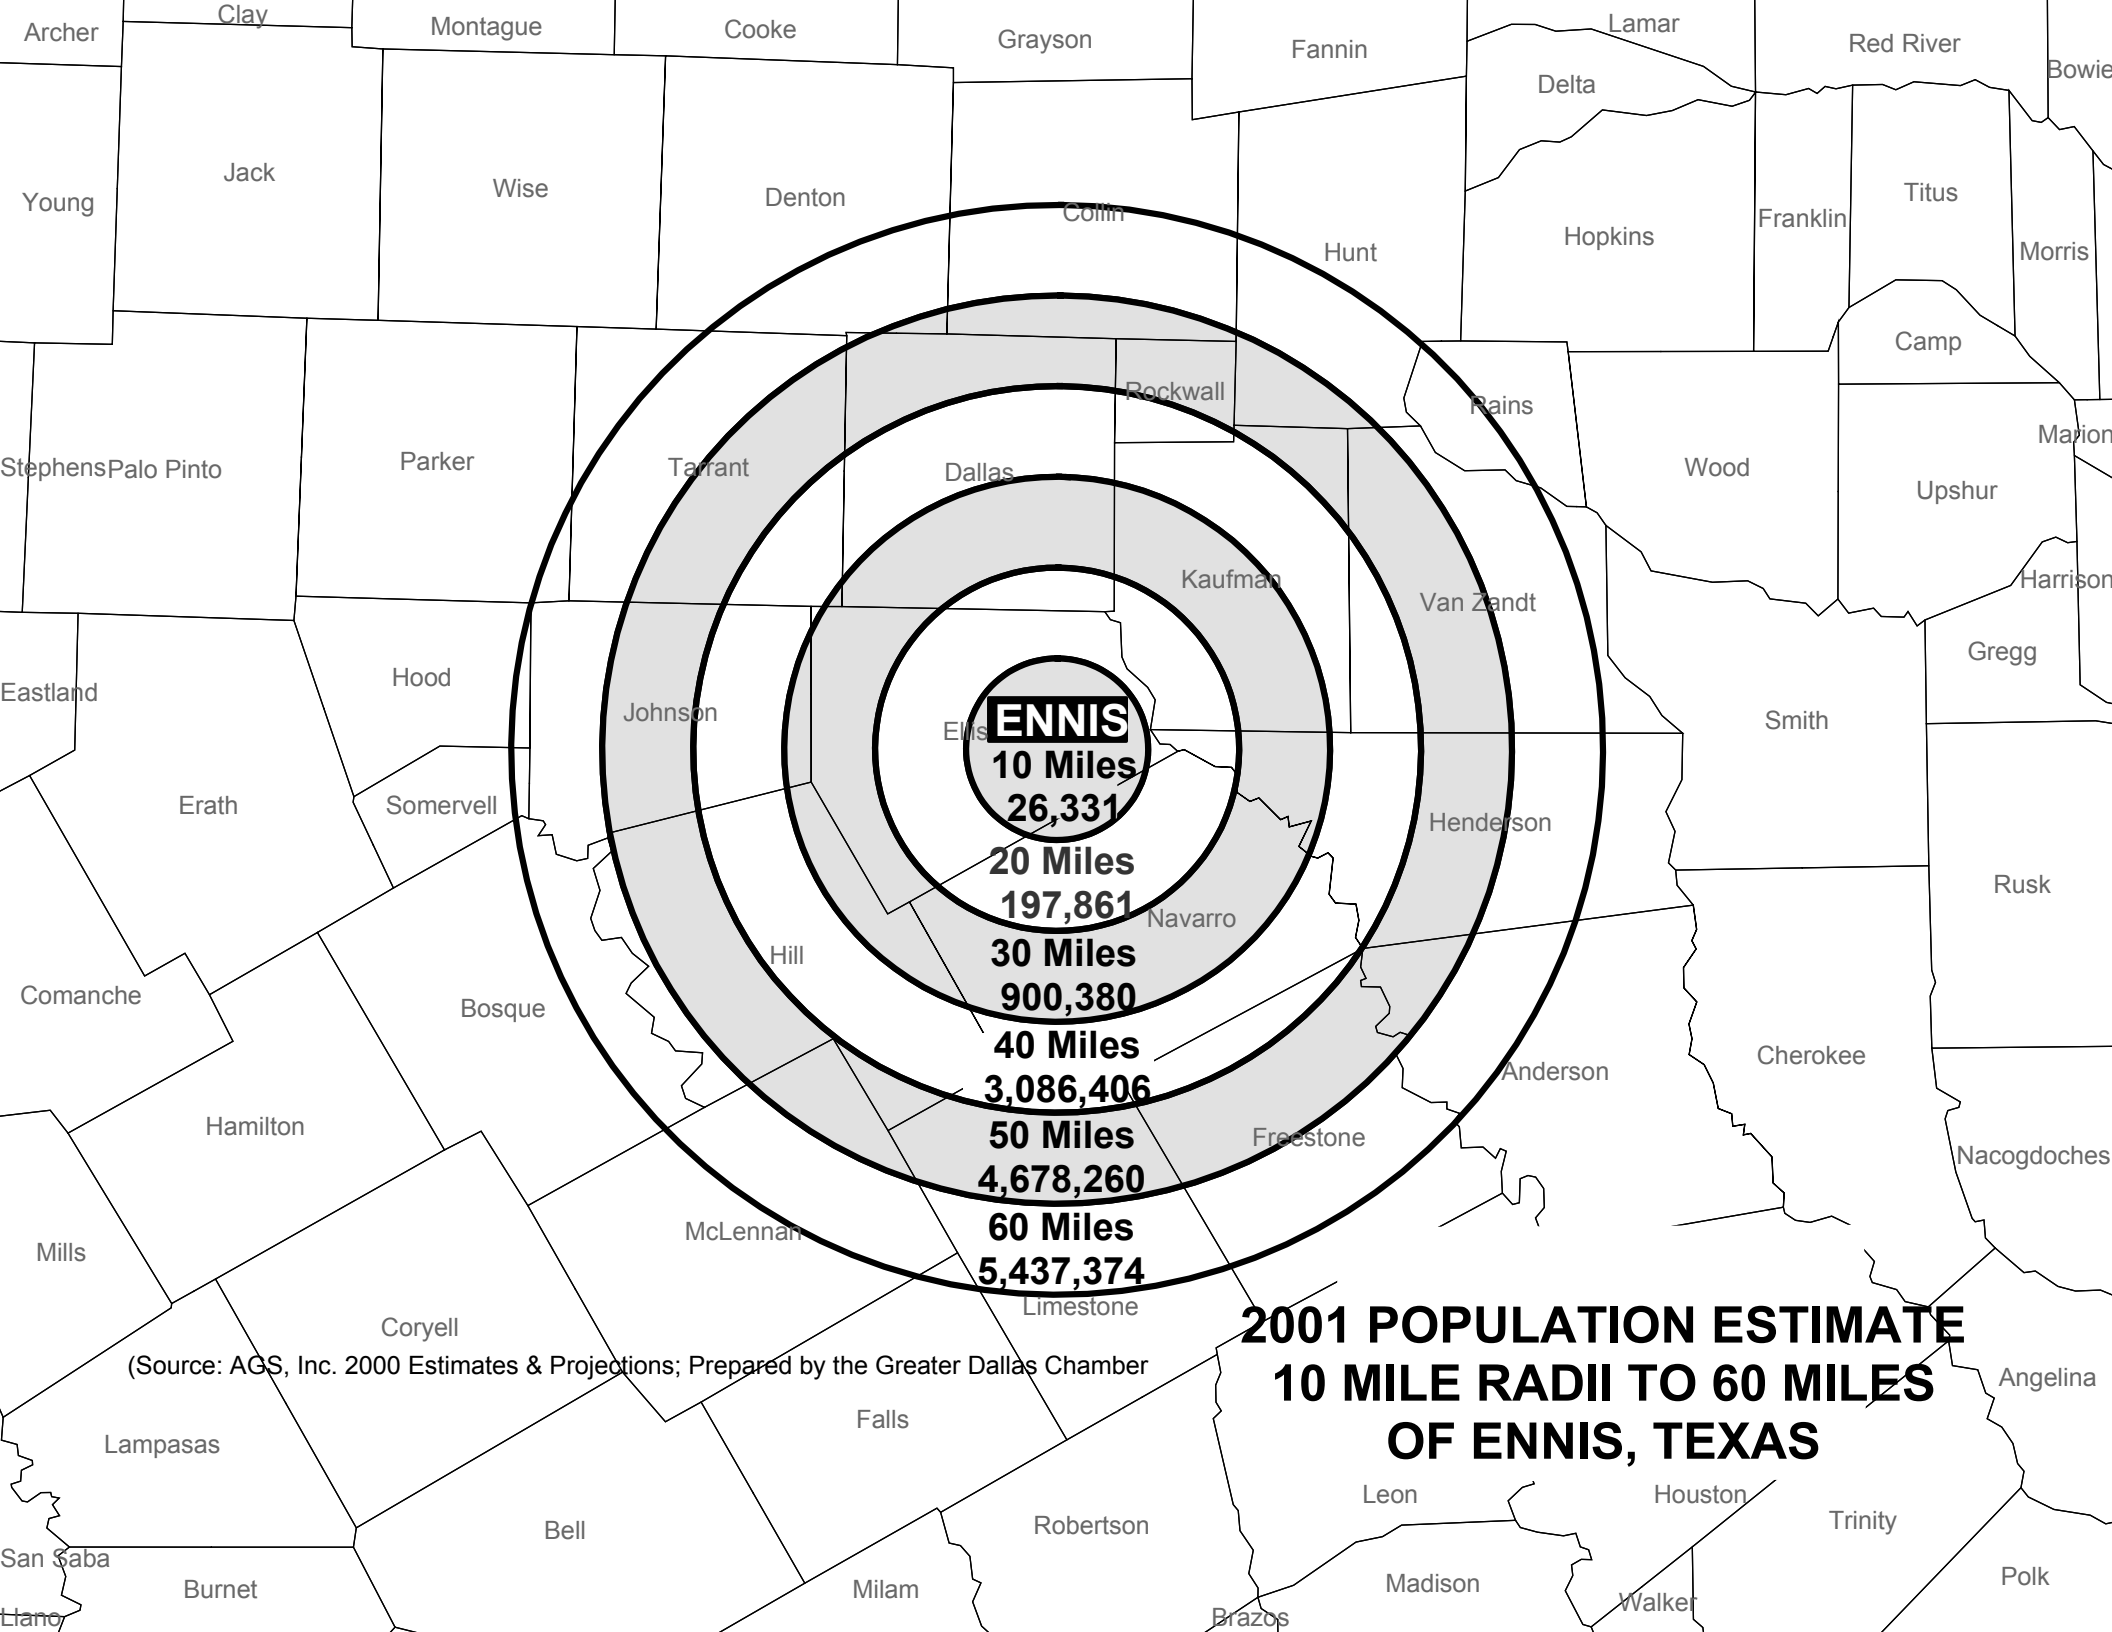 Archer
Clay
Montague
Cooke
Grayson
Fannin
Lamar
Red River
Bowie
Delta
Young
Jack
Wise
Denton
Collin
Hunt
Hopkins
Franklin
Titus
Morris
Camp
Stephens
Palo Pinto
Parker
Tarrant
Dallas
Rockwall
Rains
Wood
Upshur
Marion
Kaufman
Van Zandt
Harrison
Gregg
Eastland
Hood
Johnson
Ellis
Smith
Erath
Somervell
Henderson
Rusk
Navarro
Hill
ENNIS
10 Miles
26,331
20 Miles
197,861
30 Miles
900,380
40 Miles
3,086,406
50 Miles
4,678,260
60 Miles
5,437,374
Comanche
Bosque
Anderson
Cherokee
Hamilton
Freestone
Nacogdoches
Mills
McLennan
Limestone
Coryell
(Source: AGS, Inc. 2000 Estimates & Projections; Prepared by the Greater Dallas Chamber
2001 POPULATION ESTIMATE
10 MILE RADII TO 60 MILES
OF ENNIS, TEXAS
Angelina
Lampasas
Falls
Leon
Houston
Trinity
Bell
Robertson
San Saba
Burnet
Milam
Madison
Polk
Llano
Brazos
Walker